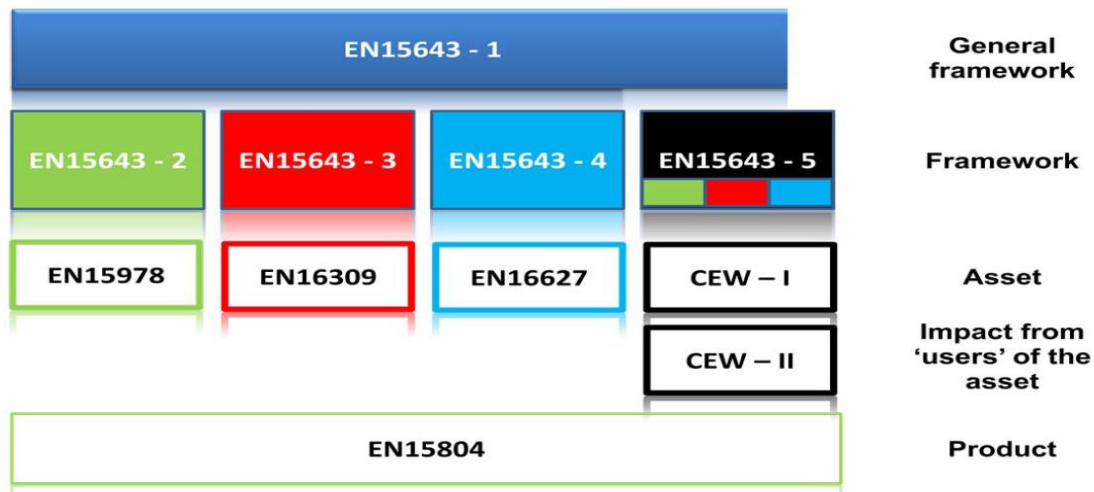 EN15643 - 1
General
framework
EN15643 - 2
EN15643 - 3
EN15643 - 4
EN15643 - 5
Framework
EN15978
EN16309
EN16627
CEW – I
Asset
CEW – II
Impact from
‘users’ of the
asset
EN15804
Product